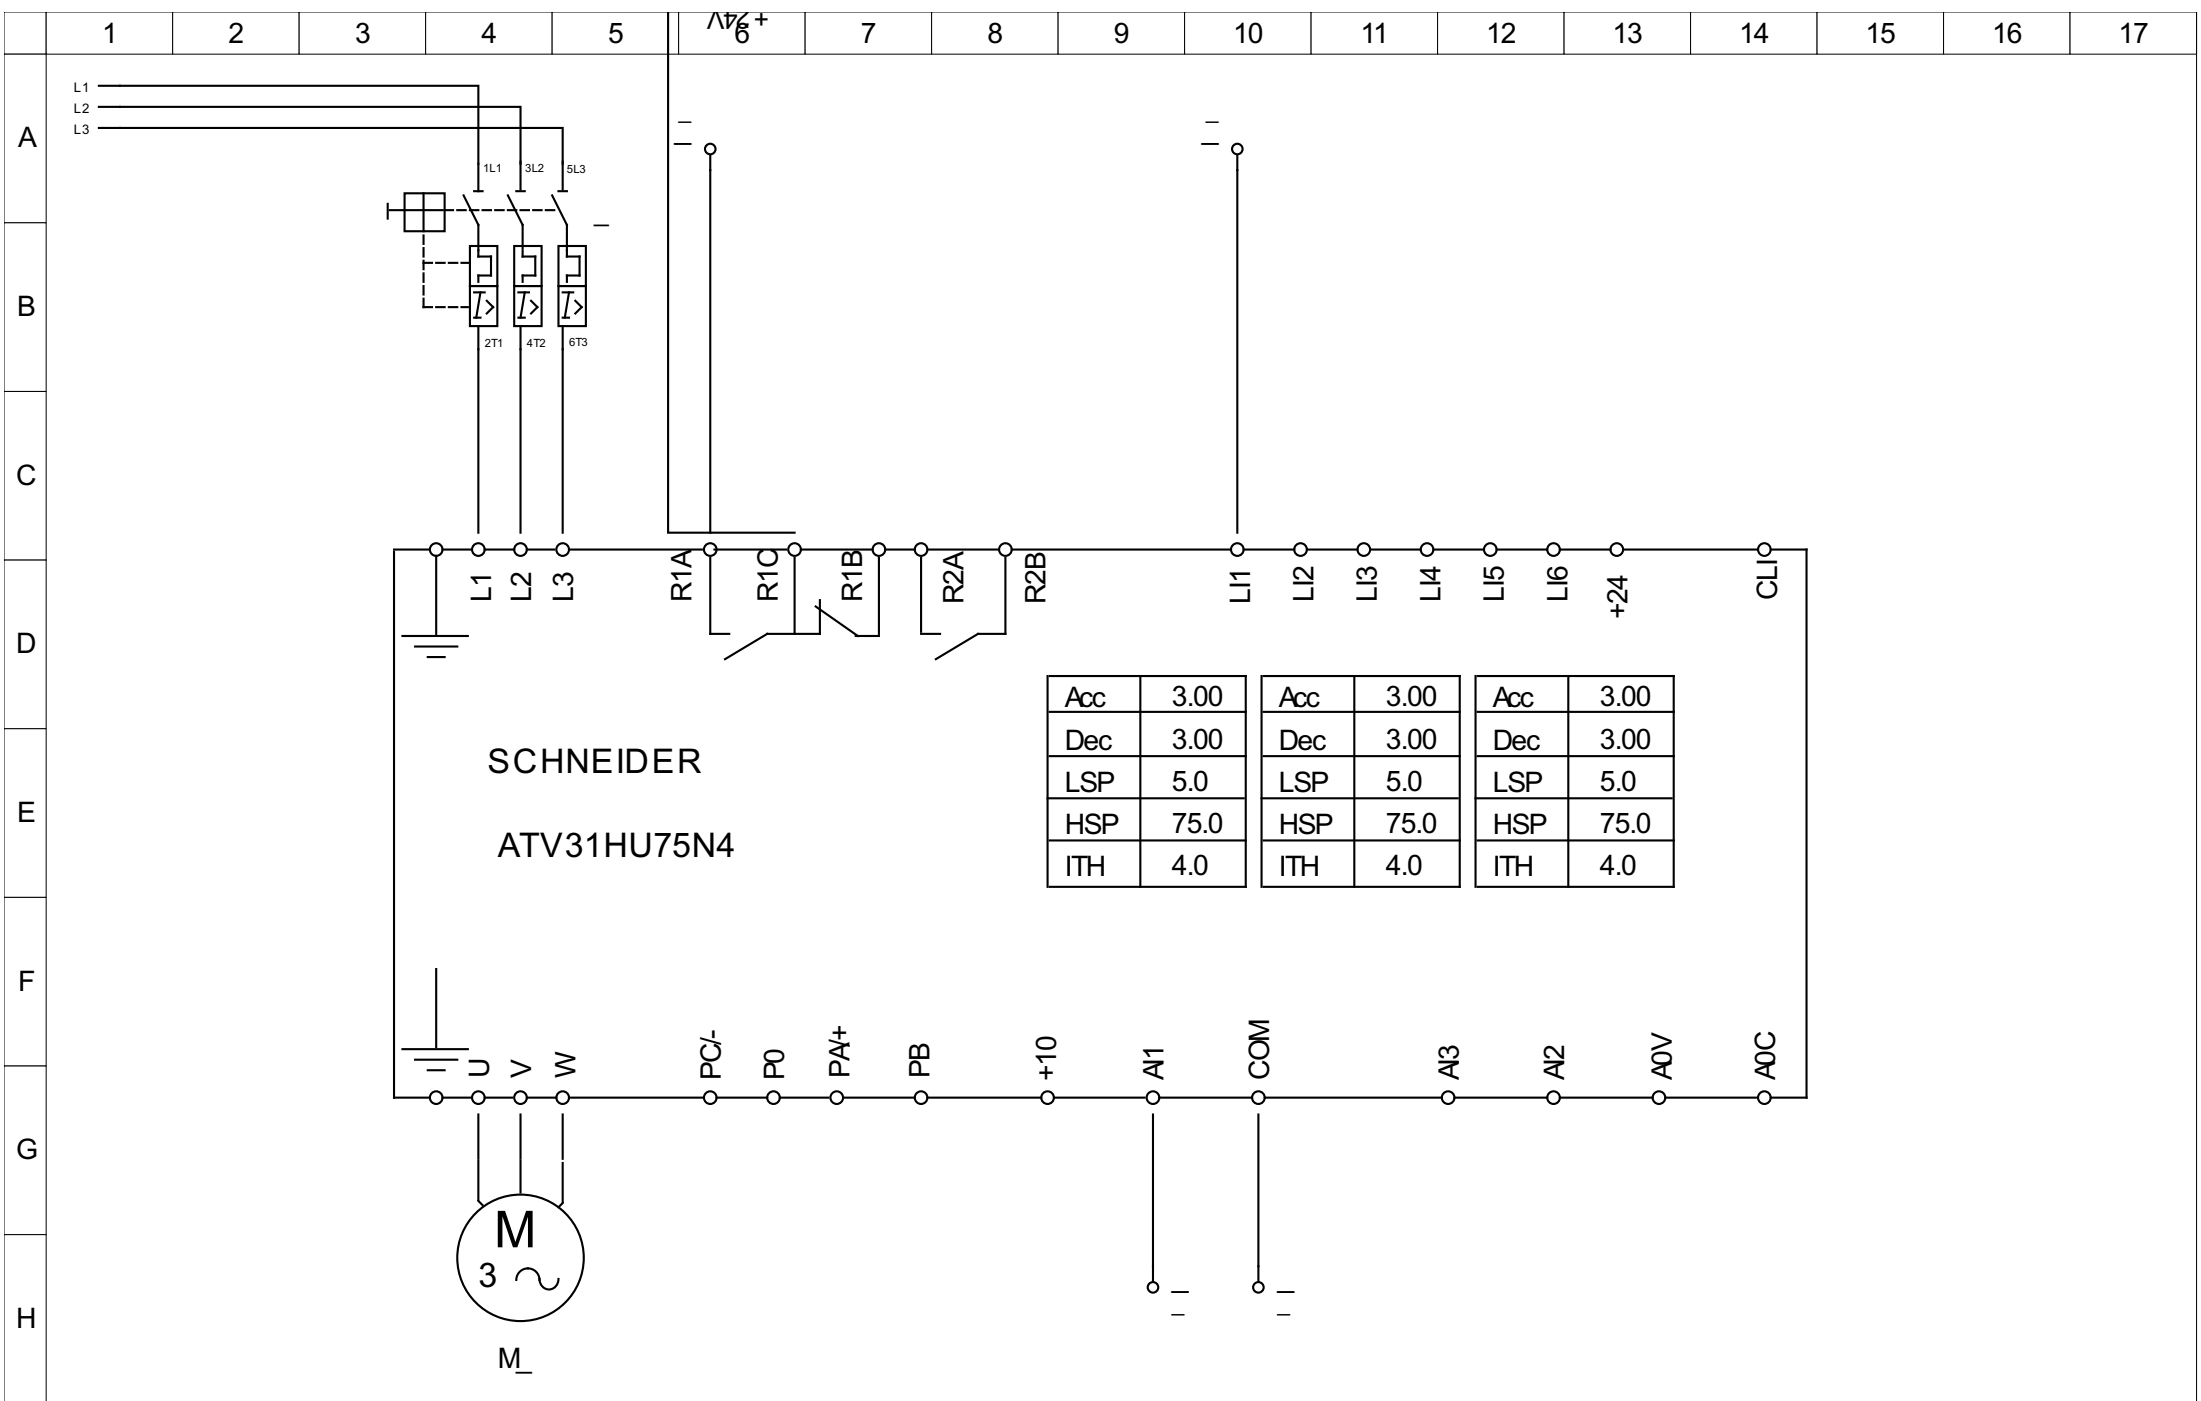 1 2 3 4 5 6 7 8 9 10 11 12 13 14 15 16 17
+24V
L1
L2
L3
A
1L1 3L2 5L3
B
2T1 4T2 6T3
C
L1 L2 L3 R1A R1C R1B R2A R2B LI1 LI2 LI3 LI4 LI5 LI6 +24 CLI
D
Acc 3.00 Acc 3.00 Acc 3.00
Dec 3.00 Dec 3.00 Dec 3.00
SCHNEIDER
LSP 5.0 LSP 5.0 LSP 5.0
E
HSP 75.0 HSP 75.0 HSP 75.0
ATV31HU75N4
ITH 4.0 ITH 4.0 ITH 4.0
F
U V W PC/- P0 PA/+ PB +10 AI1 COM AI3 AI2 A0V A0C
G
M
3
H
M_